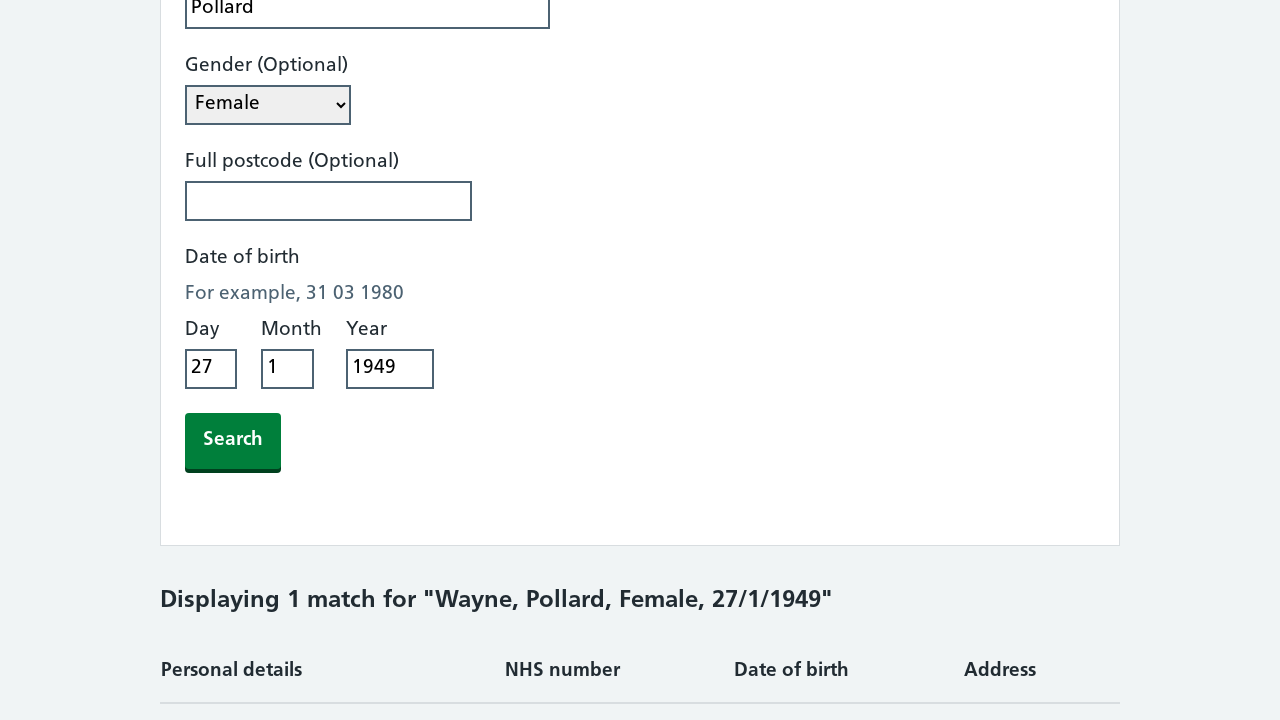 Pollard
Gender (Optional)
Female
Full postcode (Optional)
Date of birth
For example, 31 03 1980
Day Month Year
27 1 1949
Search
Displaying 1 match for "Wayne, Pollard, Female, 27/1/1949"
Personal details NHS number Date of birth Address